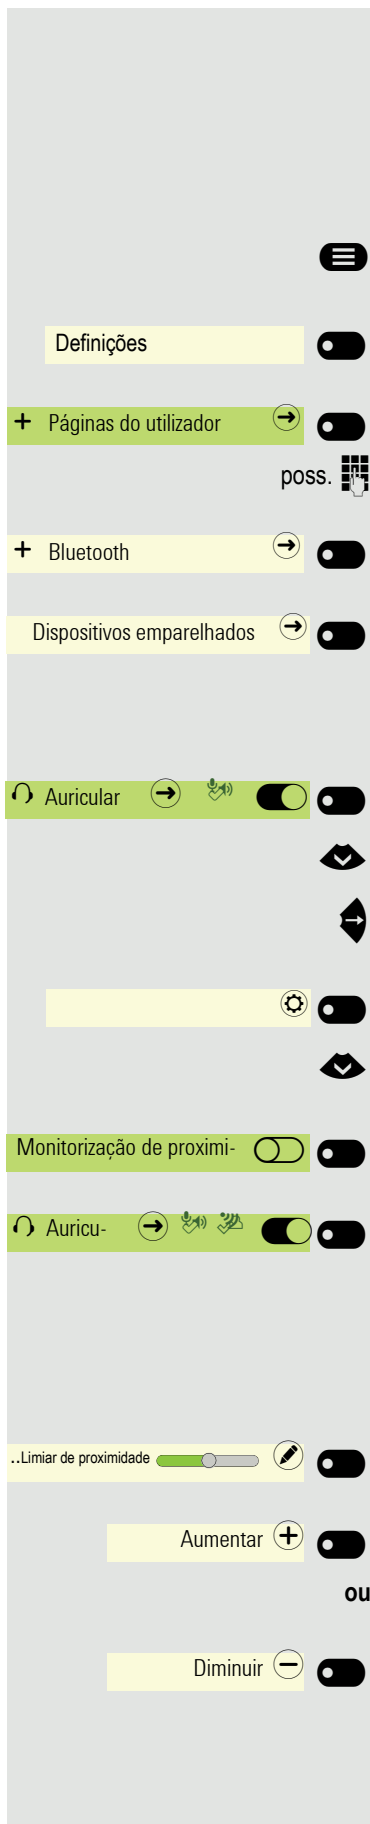 Definições
+ Páginas do utilizador
poss.
+ Bluetooth
Dispositivos emparelhados
Auricular
Monitorização de proximi-
Auricu-
..Limiar de proximidade
Aumentar
ou
Diminuir